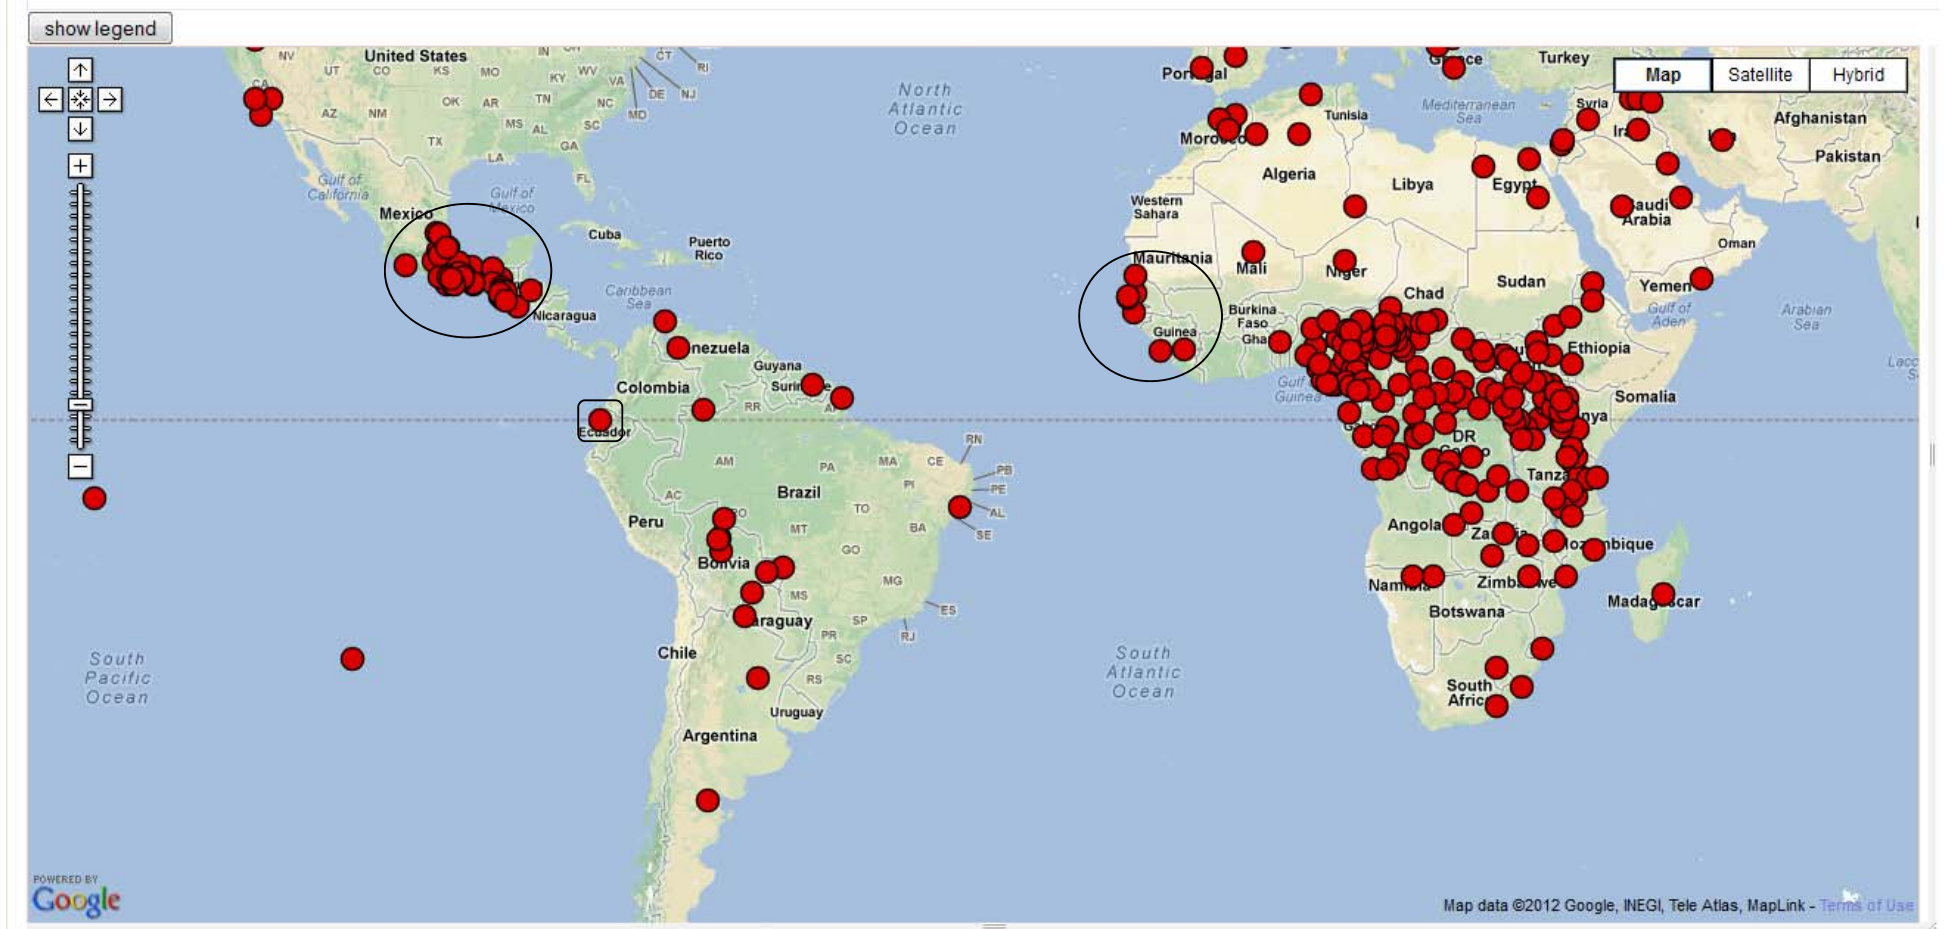 show legend
United States
NV
UT
CO
KS
MO
IN
KY
WV
VA
CT
RI
DE
NJ
MD
CA
AZ
NM
OK
AR
TN
NC
TX
MS
AL
SC
LA
GA
FL
North
Atlantic
Ocean
Gulf of
California
Gulf of
Mexico
Mexico
Cuba
Puerto
Rico
Caribbean
Sea
Nicaragua
Guyana
Colombia
RR
Ecuador
AM
PA
MA
CE
RN
PB
PE
AL
SE
PI
AC
Brazil
TO
Peru
MT
BA
GO
Bolivia
MG
MS
ES
SP
RJ
PR
Chile
SC
RS
Uruguay
Argentina
South
Pacific
Ocean
South
Atlantic
Ocean
Turkey
Map
Satellite
Hybrid
Mediterranean
Sea
Tunisia
Syria
Afghanistan
Pakistan
Algeria
Libya
Egypt
Western
Sahara
Arabia
Oman
Mauritania
Mali
Niger
Chad
Sudan
Yemen
Gulf of
Aden
Arabian
Sea
Burkina
Faso
Guinea
Ethiopia
Guinea
Somalia
DR
Angola
Botswana
South
POWERED BY
Google
Map data ©2012 Google, INEGI, Tele Atlas, MapLink - Terms of Use